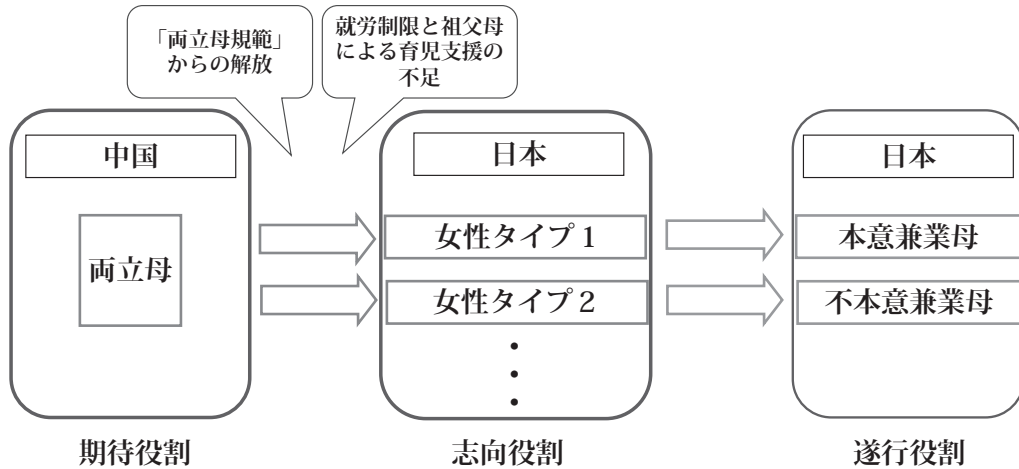 「両立母規範」
からの解放
就労制限と祖父母
による育児支援の
不足
中国
日本
日本
両立母
女性タイプ1
本意兼業母
女性タイプ2
不本意兼業母
・
・
・
期待役割
志向役割
遂行役割